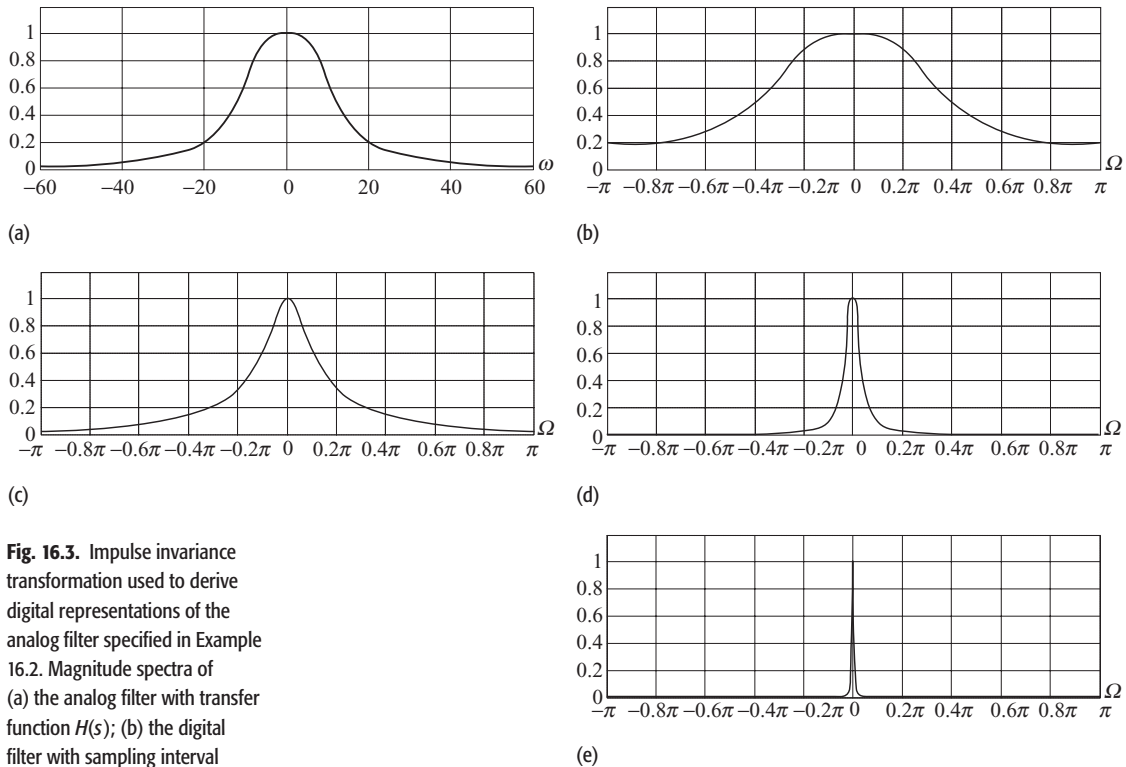 1
0.8
0.6
0.4
0.2
0
−60 −40 −20 0 20 40 60
ω
(a)
1
0.8
0.6
0.4
0.2
0
−π −0.8π −0.6π −0.4π −0.2π 0 0.2π 0.4π 0.6π 0.8π π
Ω
(b)
1
0.8
0.6
0.4
0.2
0
−π −0.8π −0.6π −0.4π −0.2π 0 0.2π 0.4π 0.6π 0.8π π
Ω
(c)
1
0.8
0.6
0.4
0.2
0
−π −0.8π −0.6π −0.4π −0.2π 0 0.2π 0.4π 0.6π 0.8π π
Ω
(d)
Fig. 16.3. Impulse invariance
transformation used to derive
digital representations of the
analog filter specified in Example
16.2. Magnitude spectra of
(a) the analog filter with transfer
function H(s); (b) the digital
filter with sampling interval
1
0.8
0.6
0.4
0.2
0
−π −0.8π −0.6π −0.4π −0.2π 0 0.2π 0.4π 0.6π 0.8π π
Ω
(e)